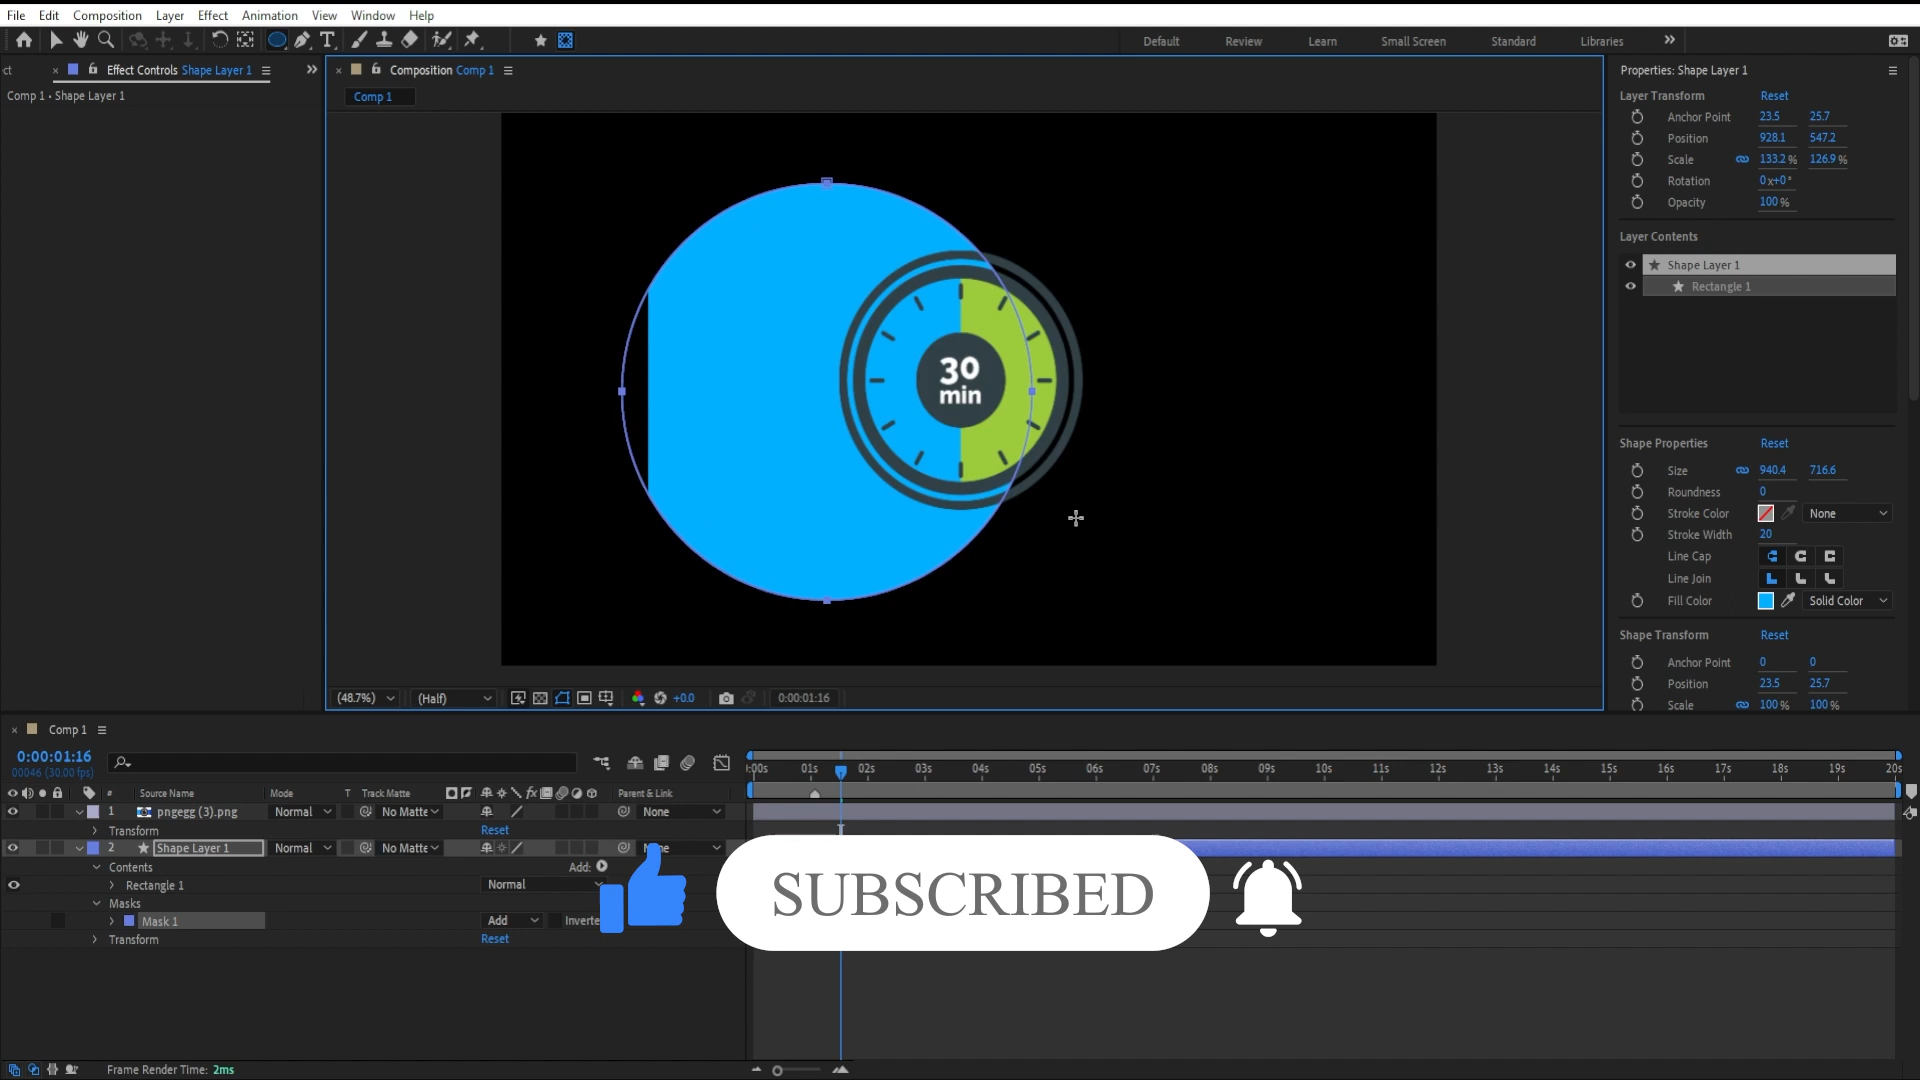 File Edit Composition Layer Effect Animation View Window Help
Default Review Learn Small Screen Standard Libraries
ct × Effect Controls Shape Layer 1
Comp 1 • Shape Layer 1
× Composition Comp 1
Comp 1
30
min
(48.7%) (Half) +0.0 0:00:01:16
Properties: Shape Layer 1
Layer Transform Reset
Anchor Point 23.5 25.7
Position 928.1 547.2
Scale 133.2 % 126.9 %
Rotation 0x+0°
Opacity 100 %
Layer Contents
Shape Layer 1
Rectangle 1
Shape Properties Reset
Size 940.4 716.6
Roundness 0
Stroke Color None
Stroke Width 20
Line Cap
Line Join
Fill Color Solid Color
Shape Transform Reset
Anchor Point 0 0
Position 23.5 25.7
Scale 100 % 100 %
× Comp 1
0:00:01:16
00046 (30.00 fps)
:00s 01s 02s 03s 04s 05s 06s 07s 08s 09s 10s 11s 12s 13s 14s 15s 16s 17s 18s 19s 20s
# Source Name Mode T Track Matte fx Parent & Link
1 pngegg (3).png Normal No Matte None
Transform Reset
2 Shape Layer 1 Normal No Matte
Contents Add:
Rectangle 1 Normal
Masks
Mask 1 Add Inverte
Transform Reset
SUBSCRIBED
Frame Render Time: 2ms